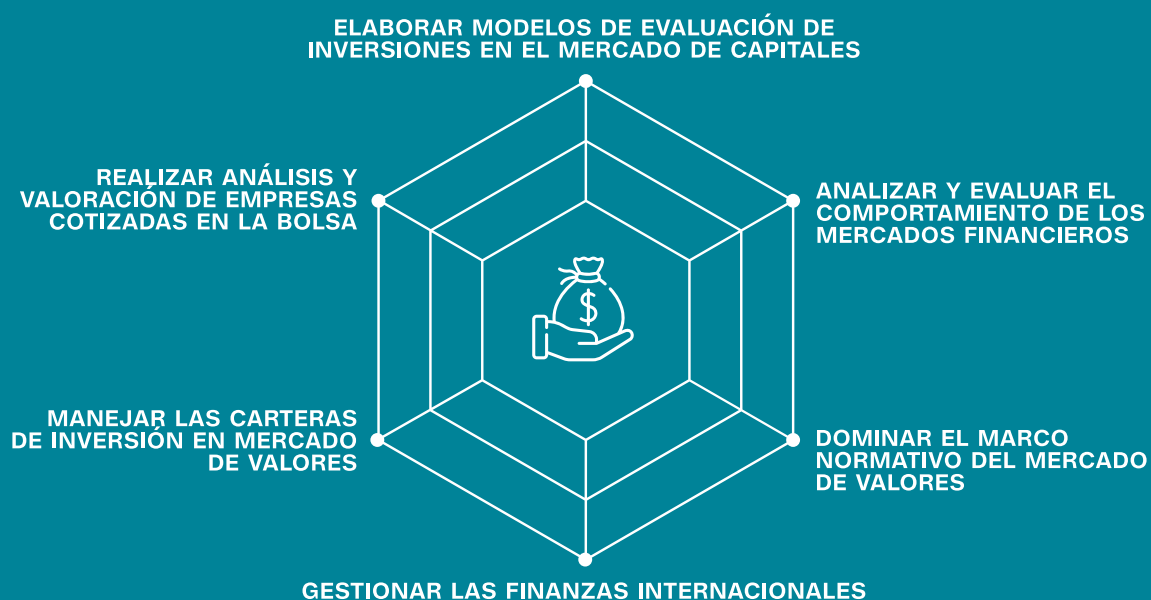 ELABORAR MODELOS DE EVALUACIÓN DE
INVERSIONES EN EL MERCADO DE CAPITALES
REALIZAR ANÁLISIS Y
VALORACIÓN DE EMPRESAS
COTIZADAS EN LA BOLSA
ANALIZAR Y EVALUAR EL
COMPORTAMIENTO DE LOS
MERCADOS FINANCIEROS
$
MANEJAR LAS CARTERAS
DE INVERSIÓN EN MERCADO
DE VALORES
DOMINAR EL MARCO
NORMATIVO DEL MERCADO
DE VALORES
GESTIONAR LAS FINANZAS INTERNACIONALES